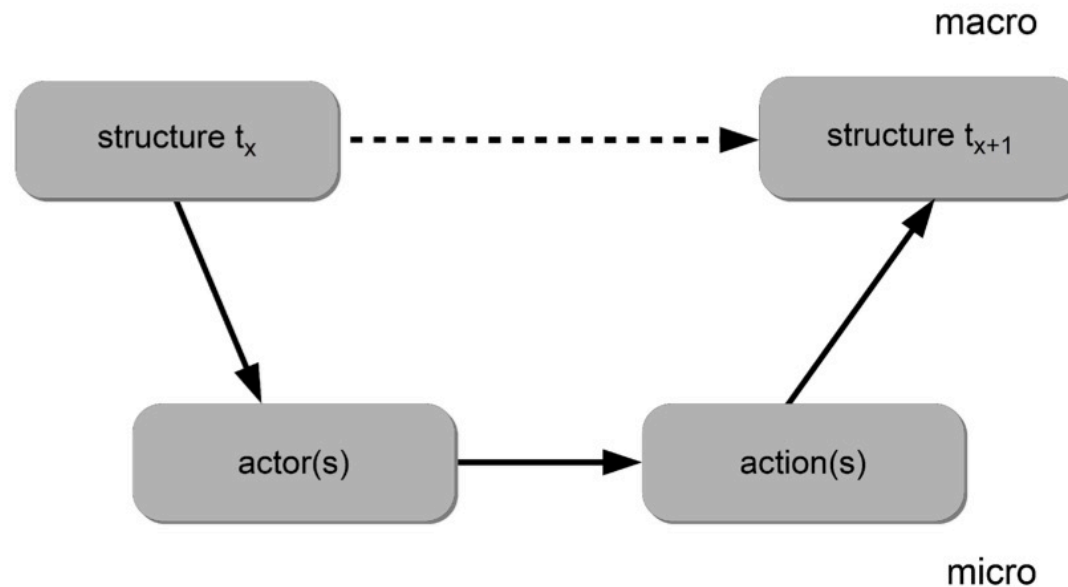 macro
structure tₓ
structure tₓ₊₁
actor(s)
action(s)
micro